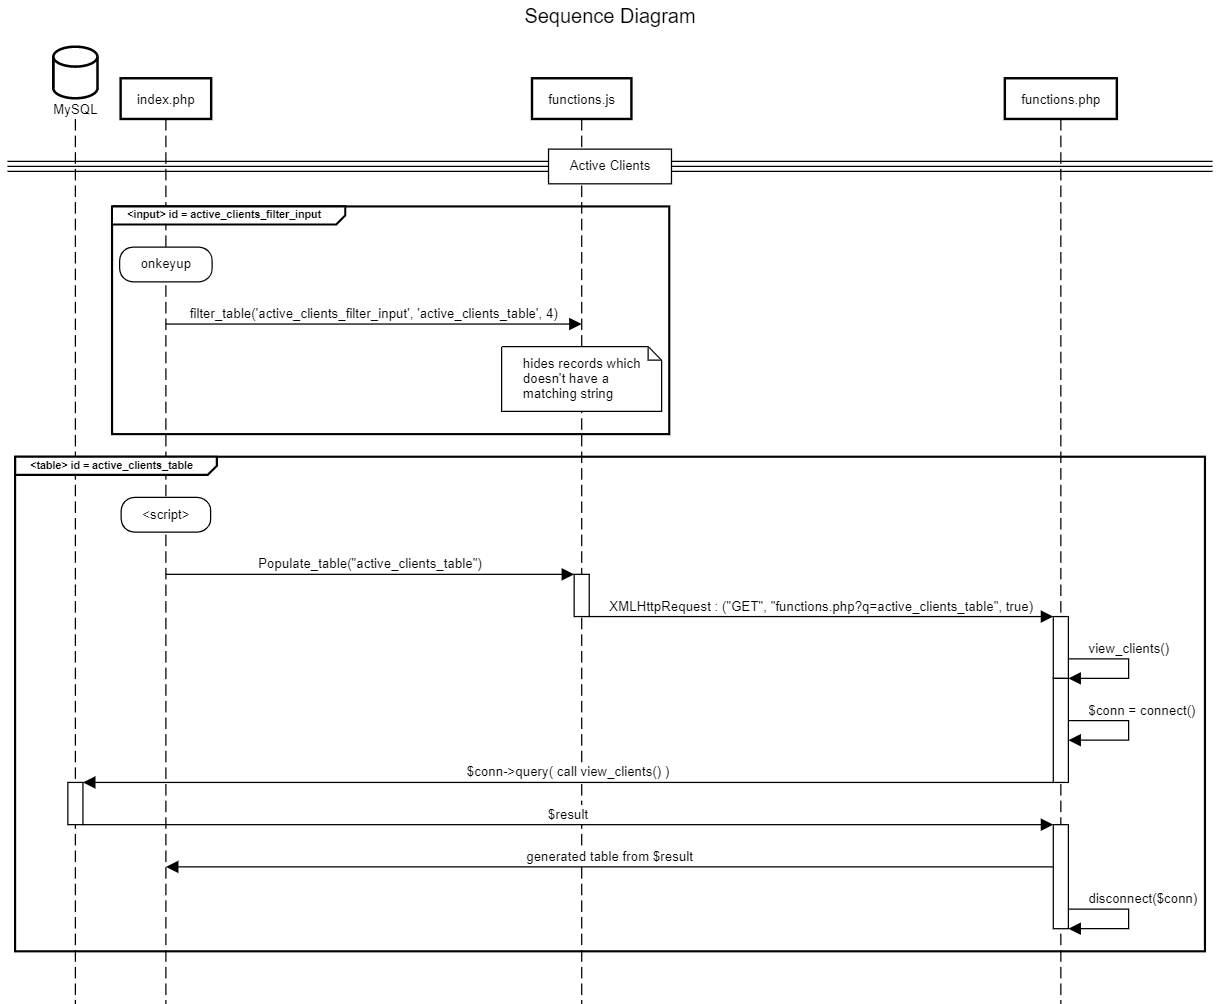 Sequence Diagram
MySQL
index.php
functions.js
functions.php
Active Clients
<input> id = active_clients_filter_input
onkeyup
filter_table('active_clients_filter_input', 'active_clients_table', 4)
hides records which
doesn't have a
matching string
<table> id = active_clients_table
<script>
Populate_table("active_clients_table")
XMLHttpRequest : ("GET", "functions.php?q=active_clients_table", true)
view_clients()
$conn = connect()
$conn->query( call view_clients() )
$result
generated table from $result
disconnect($conn)